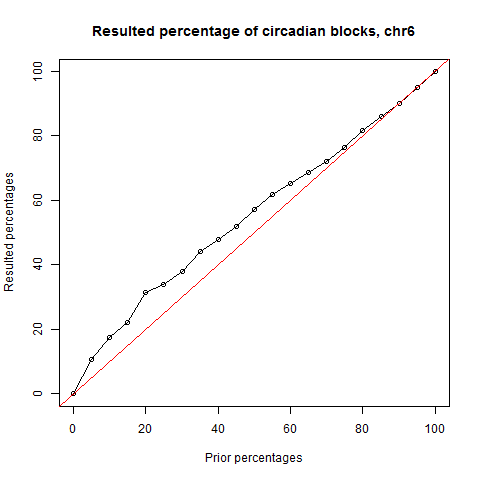 Resulted percentage of circadian blocks, chr6
Resulted percentages
100
80
60
40
20
0
0 20 40 60 80 100
Prior percentages